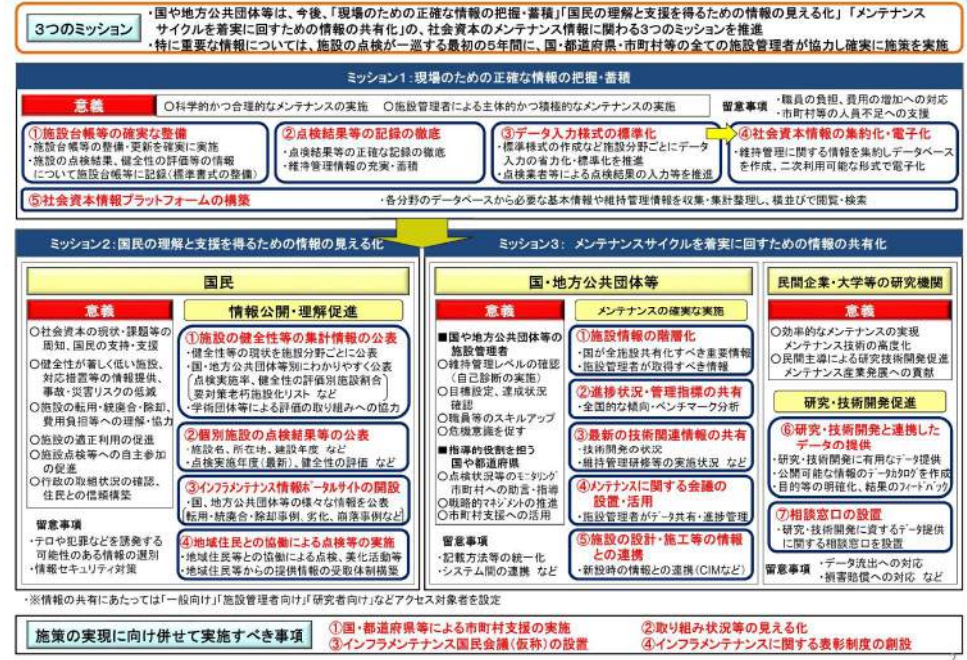 3つのミッション
・国や地方公共団体等は、今後、「現場のための正確な情報の把握・蓄積」「国民の理解と支援を得るための情報の見える化」「メンテナンス
サイクルを着実に回すための情報の共有化」の、社会資本のメンテナンス情報に関わる3つのミッションを推進
・特に重要な情報については、施設の点検が一巡する最初の5年間に、国・都道府県・市町村等の全ての施設管理者が協力し確実に施策を実施
ミッション1：現場のための正確な情報の把握・蓄積
意義
○科学的かつ合理的なメンテナンスの実施 ○施設管理者による主体的かつ積極的なメンテナンスの実施
留意事項
・職員の負担、費用の増加への対応
・市町村等の人員不足への支援
①施設台帳等の確実な整備
・施設台帳等の整備・更新を確実に実施
・施設の点検結果、健全性の評価等の情報
について施設台帳等に記録(標準書式の整備)
②点検結果等の記録の徹底
・点検結果等の正確な記録の徹底
・維持管理情報の充実・蓄積
③データ入力様式の標準化
・標準様式の作成など施設分野ごとにデータ
入力の省力化・標準化を推進
・点検業者等による点検結果の入力等を推進
④社会資本情報の集約化・電子化
・維持管理に関する情報を集約しデータベース
を作成、二次利用可能な形式で電子化
⑤社会資本情報プラットフォームの構築
・各分野のデータベースから必要な基本情報や維持管理情報を収集・集計整理し、横並びで閲覧・検索
ミッション2：国民の理解と支援を得るための情報の見える化
国民
意義
○社会資本の現状・課題等の
周知、国民の支持・支援
○健全性が著しく低い施設、
対応措置等の情報提供、
事故・災害リスクの低減
○施設の転用・統廃合・除却、
費用負担等への理解・協力
○施設の適正利用の促進
○施設点検等への自主参加
の促進
○行政の取組状況の確認、
住民との信頼構築
留意事項
・テロや犯罪などを誘発する
可能性のある情報の選別
・情報セキュリティ対策
情報公開・理解促進
①施設の健全性等の集計情報の公表
・健全性等の現状を施設分野ごとに公表
・国・地方公共団体等別にわかりやすく公表
点検実施率、健全性の評価別施設割合
要対策老朽施設化リスト など
・学術団体等による評価の取り組みへの協力
②個別施設の点検結果等の公表
・施設名、所在地、建設年度 など
・点検実施年度(最新)、健全性の評価 など
③インフラメンテナンス情報ポータルサイトの開設
・国、地方公共団体等の様々な情報を公表
転用・統廃合・除却事例、劣化、崩落事例など
④地域住民との協働による点検等の実施
・地域住民等との協働による点検、美化活動等
・地域住民等からの提供情報の受取体制構築
ミッション3： メンテナンスサイクルを着実に回すための情報の共有化
国・地方公共団体等
意義
■国や地方公共団体等の
施設管理者
○維持管理レベルの確認
(自己診断の実施)
○目標設定、達成状況
確認
○職員等のスキルアップ
○危機意識を促す
■指導的役割を担う
国や都道府県
○点検状況等のモニタリング
市町村への助言・指導
○戦略的マネジメントの推進
○市町村支援への活用
留意事項
・記載方法等の統一化
・システム間の連携 など
メンテナンスの確実な実施
①施設情報の階層化
・国が全施設共有化すべき重要情報
・施設管理者が取得すべき情報
②進捗状況・管理指標の共有
・全国的な傾向・ベンチマーク分析
③最新の技術関連情報の共有
・技術開発の状況
・維持管理研修等の実施状況 など
④メンテナンスに関する会議の
設置・活用
・施設管理者がデータ共有・進捗管理
⑤施設の設計・施工等の情報
との連携
・新設時の情報との連携(CIMなど)
民間企業・大学等の研究機関
意義
○効率的なメンテナンスの実現
メンテナンス技術の高度化
○民間主導による研究技術開発促進
メンテナンス産業発展への貢献
研究・技術開発促進
⑥研究・技術開発と連携した
データの提供
・研究・技術開発に有用なデータ提供
・公開可能な情報のデータカタログを作成
・目的等の明確化、結果のフィードバック
⑦相談窓口の設置
・研究・技術開発に資するデータ提供
に関する相談窓口を設置
留意事項
・データ流出への対応
・損害賠償への対応 など
・※情報の共有にあたっては「一般向け」「施設管理者向け」「研究者向け」などアクセス対象者を設定
施策の実現に向け併せて実施すべき事項
①国・都道府県等による市町村支援の実施
②取り組み状況等の見える化
③インフラメンテナンス国民会議(仮称)の設置
④インフラメンテナンスに関する表彰制度の創設